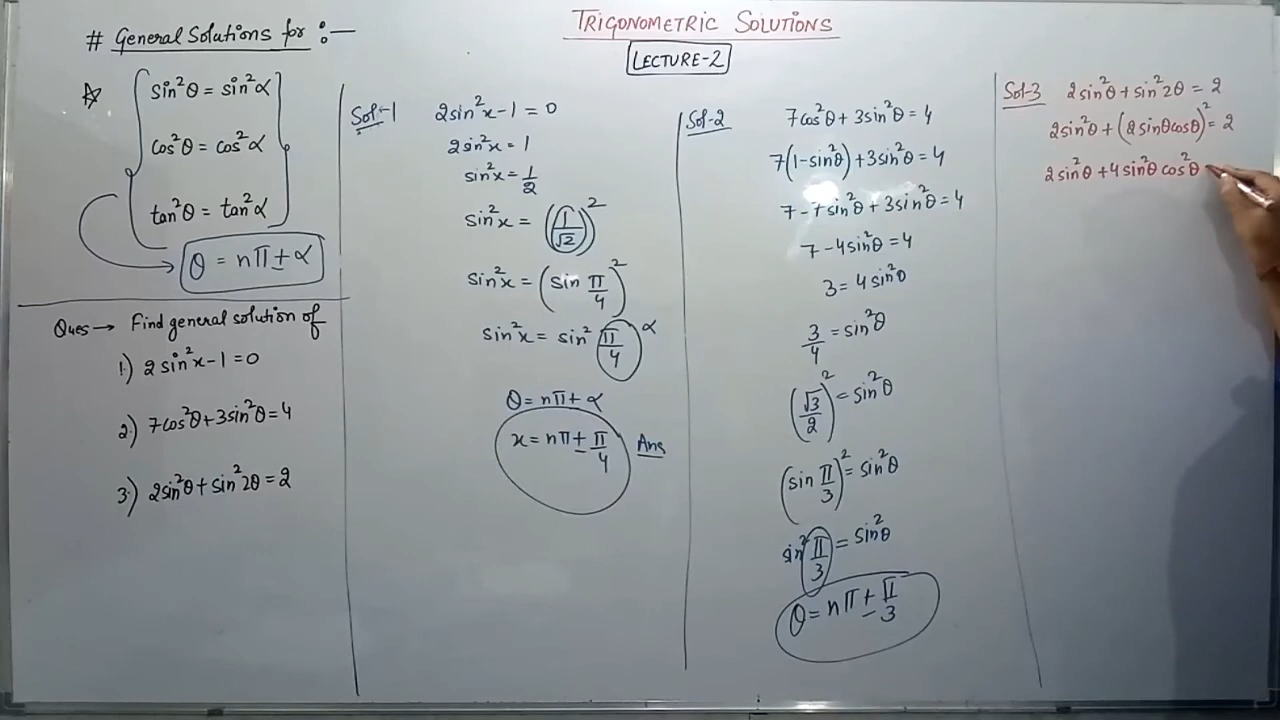 TRIGONOMETRIC SOLUTIONS
LECTURE-2
# General Solutions for :-
sin²θ = sin²α
cos²θ = cos²α
tan²θ = tan²α
θ = nπ ± α
Ques → Find general solution of
1.) 2sin²x-1=0
2.) 7cos²θ+3sin²θ=4
3.) 2sin²θ+sin²2θ=2
Sol-1 2sin²x-1=0
2sin²x=1
sin²x=1/2
sin²x = (1/√2)²
sin²x = (sin π/4)²
sin²x = sin² π/4 α
θ=nπ± α
x=nπ ± π/4 Ans
Sol-2 7cos²θ+3sin²θ=4
7(1-sin²θ)+3sin²θ=4
7-7sin²θ+3sin²θ=4
7-4sin²θ=4
3=4sin²θ
3/4=sin²θ
(√3/2)²=sin²θ
(sin π/3)²=sin²θ
sin² π/3 = sin²θ
θ=nπ ± π/3
Sol-3 2sin²θ+sin²2θ=2
2sin²θ+(2sinθcosθ)²=2
2sin²θ+4sin²θ cos²θ